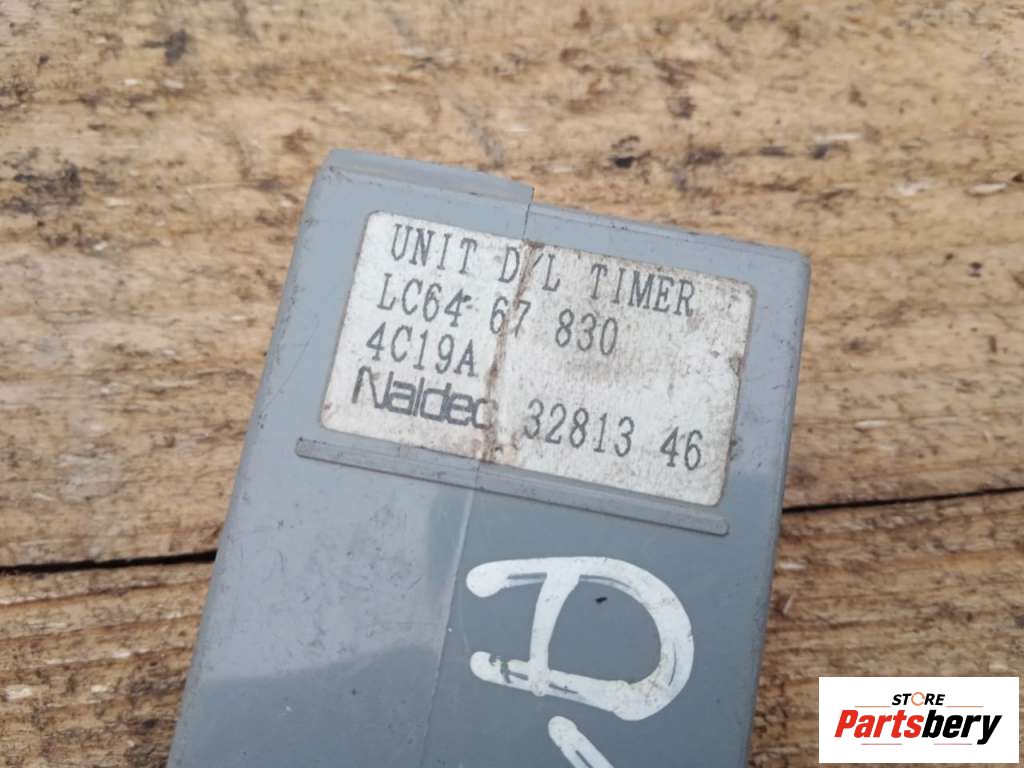 UNIT D/L TIMER
LC64 67 830
4C19A
Naldec 32813 46
D
STORE
Partsbery